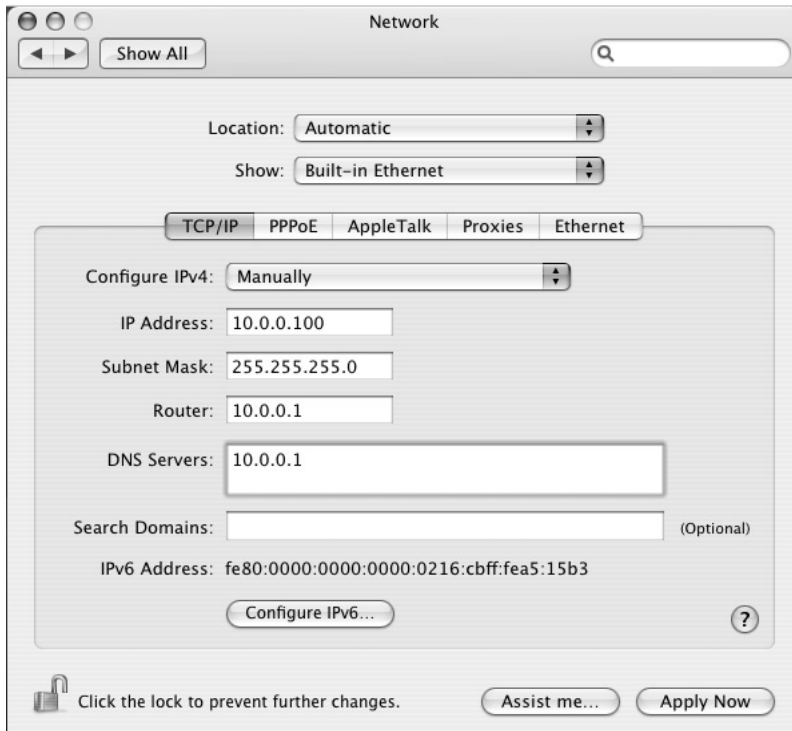 Network
Show All
Location: Automatic
Show: Built-in Ethernet
TCP/IP PPPoE AppleTalk Proxies Ethernet
Configure IPv4: Manually
IP Address: 10.0.0.100
Subnet Mask: 255.255.255.0
Router: 10.0.0.1
DNS Servers: 10.0.0.1
Search Domains: (Optional)
IPv6 Address: fe80:0000:0000:0000:0216:cbff:fea5:15b3
Configure IPv6...
?
Click the lock to prevent further changes. Assist me... Apply Now